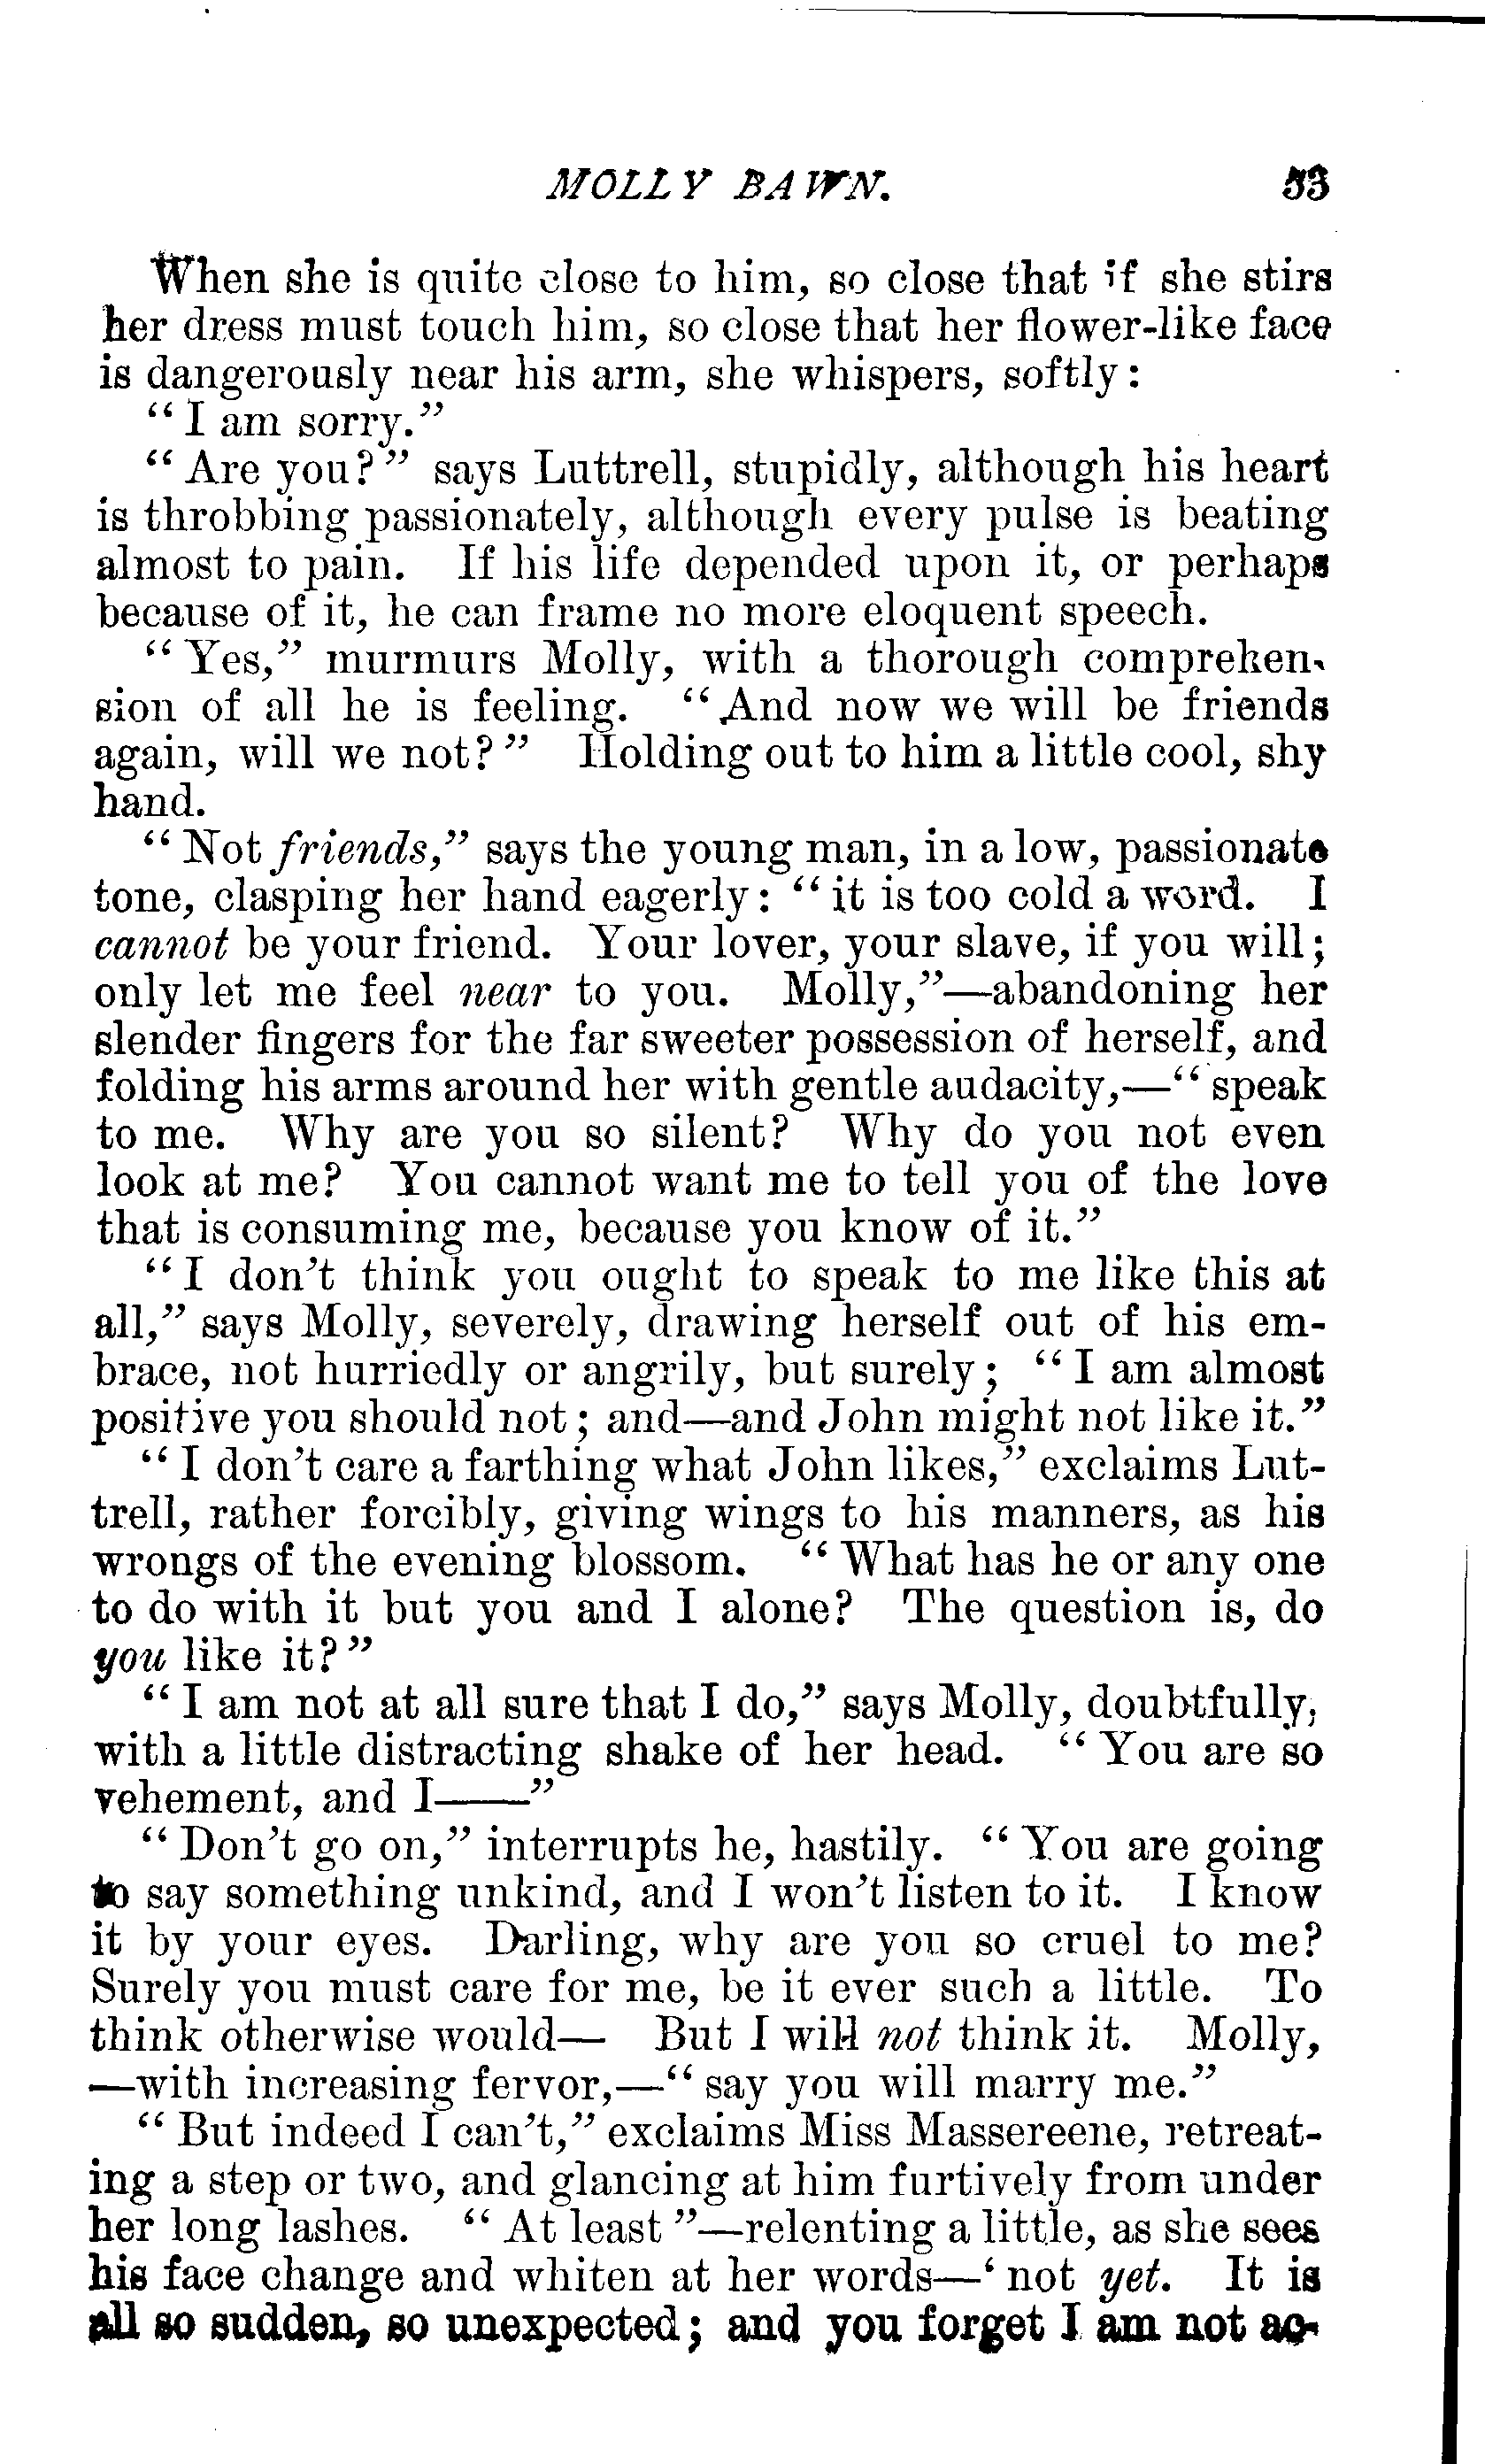 MOLLY BAWN. 53
When she is quite close to him, so close that if she stirs
her dress must touch him, so close that her flower-like face
is dangerously near his arm, she whispers, softly:
“I am sorry.”
“Are you?” says Luttrell, stupidly, although his heart
is throbbing passionately, although every pulse is beating
almost to pain. If his life depended upon it, or perhaps
because of it, he can frame no more eloquent speech.
“Yes,” murmurs Molly, with a thorough comprehen-
sion of all he is feeling. “And now we will be friends
again, will we not?” Holding out to him a little cool, shy
hand.
“Not friends,” says the young man, in a low, passionate
tone, clasping her hand eagerly: “it is too cold a word. I
cannot be your friend. Your lover, your slave, if you will;
only let me feel near to you. Molly,”—abandoning her
slender fingers for the far sweeter possession of herself, and
folding his arms around her with gentle audacity,—“speak
to me. Why are you so silent? Why do you not even
look at me? You cannot want me to tell you of the love
that is consuming me, because you know of it.”
“I don't think you ought to speak to me like this at
all,” says Molly, severely, drawing herself out of his em-
brace, not hurriedly or angrily, but surely; “I am almost
positive you should not; and—and John might not like it.”
“I don't care a farthing what John likes,” exclaims Lut-
trell, rather forcibly, giving wings to his manners, as his
wrongs of the evening blossom. “What has he or any one
to do with it but you and I alone? The question is, do
you like it?”
“I am not at all sure that I do,” says Molly, doubtfully,
with a little distracting shake of her head. “You are so
vehement, and I——”
“Don't go on,” interrupts he, hastily. “You are going
to say something unkind, and I won't listen to it. I know
it by your eyes. Darling, why are you so cruel to me?
Surely you must care for me, be it ever such a little. To
think otherwise would— But I will not think it. Molly,
—with increasing fervor,—“say you will marry me.”
“But indeed I can't,” exclaims Miss Massereene, retreat-
ing a step or two, and glancing at him furtively from under
her long lashes. “At least”—relenting a little, as she sees
his face change and whiten at her words—‘not yet. It is
all so sudden, so unexpected; and you forget I am not ac-